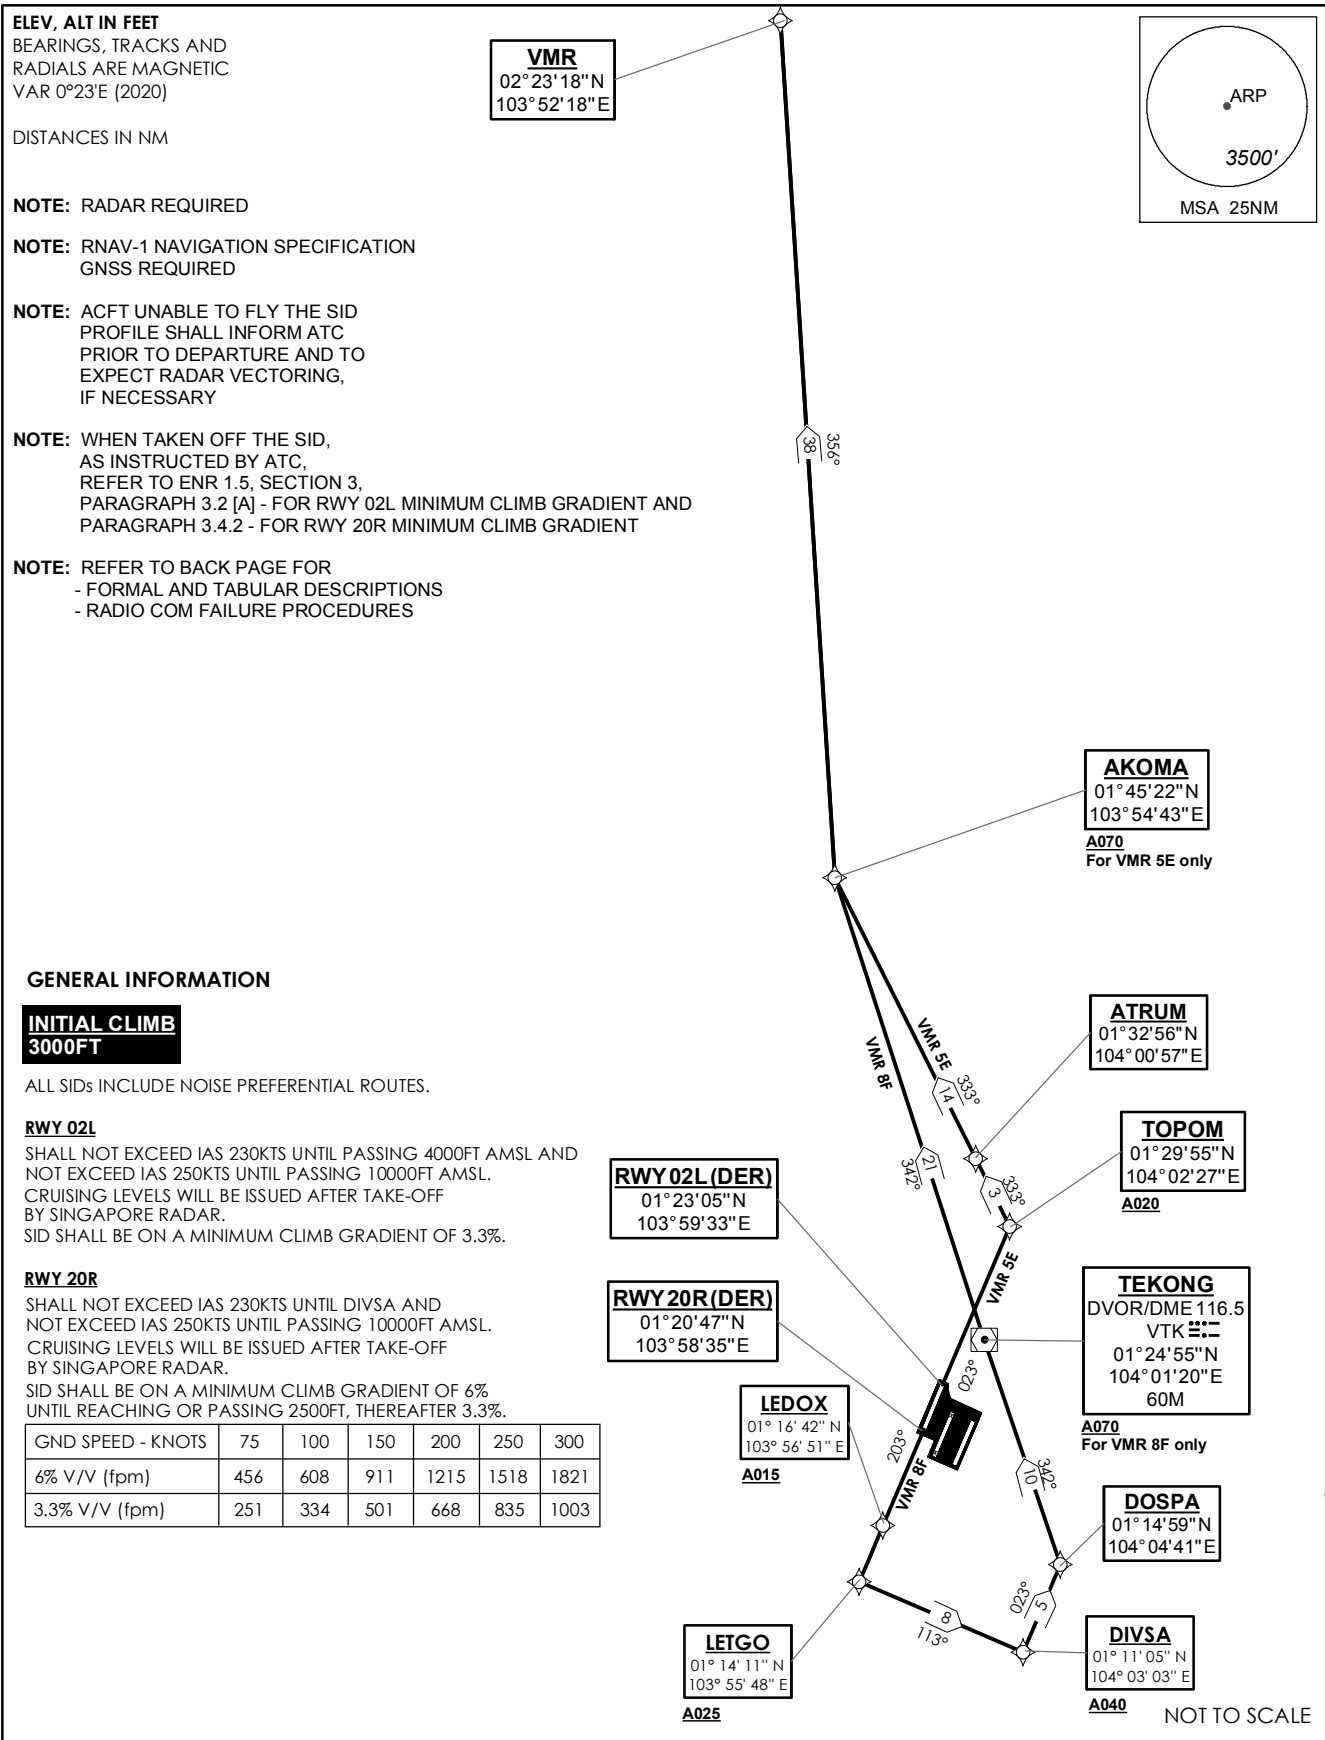 ELEV, ALT IN FEET
BEARINGS, TRACKS AND
RADIALS ARE MAGNETIC
VAR 0°23'E (2020)
DISTANCES IN NM
NOTE: RADAR REQUIRED
NOTE: RNAV-1 NAVIGATION SPECIFICATION
GNSS REQUIRED
NOTE: ACFT UNABLE TO FLY THE SID
PROFILE SHALL INFORM ATC
PRIOR TO DEPARTURE AND TO
EXPECT RADAR VECTORING,
IF NECESSARY
NOTE: WHEN TAKEN OFF THE SID,
AS INSTRUCTED BY ATC,
REFER TO ENR 1.5, SECTION 3,
PARAGRAPH 3.2 [A] - FOR RWY 02L MINIMUM CLIMB GRADIENT AND
PARAGRAPH 3.4.2 - FOR RWY 20R MINIMUM CLIMB GRADIENT
NOTE: REFER TO BACK PAGE FOR
- FORMAL AND TABULAR DESCRIPTIONS
- RADIO COM FAILURE PROCEDURES
VMR
02°23'18"N
103°52'18"E
ARP
3500'
MSA 25NM
38
356°
AKOMA
01°45'22"N
103°54'43"E
A070
For VMR 5E only
GENERAL INFORMATION
INITIAL CLIMB
3000FT
ALL SIDs INCLUDE NOISE PREFERENTIAL ROUTES.
RWY 02L
SHALL NOT EXCEED IAS 230KTS UNTIL PASSING 4000FT AMSL AND
NOT EXCEED IAS 250KTS UNTIL PASSING 10000FT AMSL.
CRUISING LEVELS WILL BE ISSUED AFTER TAKE-OFF
BY SINGAPORE RADAR.
SID SHALL BE ON A MINIMUM CLIMB GRADIENT OF 3.3%.
RWY 20R
SHALL NOT EXCEED IAS 230KTS UNTIL DIVSA AND
NOT EXCEED IAS 250KTS UNTIL PASSING 10000FT AMSL.
CRUISING LEVELS WILL BE ISSUED AFTER TAKE-OFF
BY SINGAPORE RADAR.
SID SHALL BE ON A MINIMUM CLIMB GRADIENT OF 6%
UNTIL REACHING OR PASSING 2500FT, THEREAFTER 3.3%.
GND SPEED - KNOTS 75 100 150 200 250 300
6% V/V (fpm) 456 608 911 1215 1518 1821
3.3% V/V (fpm) 251 334 501 668 835 1003
VMR 8F
VMR 5E
14
333°
21
342°
ATRUM
01°32'56"N
104°00'57"E
3
333°
TOPOM
01°29'55"N
104°02'27"E
A020
RWY 02L (DER)
01°23'05"N
103°59'33"E
VMR 5E
RWY 20R (DER)
01°20'47"N
103°58'35"E
TEKONG
DVOR/DME 116.5
VTK
01°24'55"N
104°01'20"E
60M
A070
For VMR 8F only
023°
LEDOX
01° 16' 42" N
103° 56' 51" E
A015
203°
VMR 8F
10
342°
DOSPA
01°14'59"N
104°04'41"E
023°
5
8
113°
LETGO
01° 14' 11" N
103° 55' 48" E
A025
DIVSA
01° 11' 05" N
104° 03' 03" E
A040
NOT TO SCALE